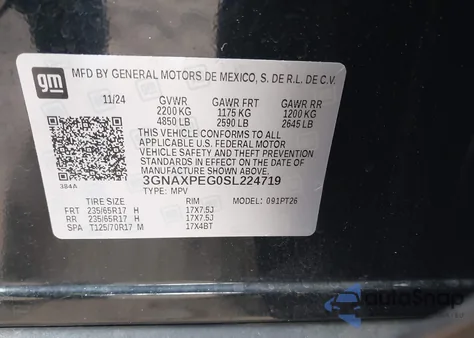 gm
MFD BY GENERAL MOTORS DE MEXICO, S. DE R.L. DE C.V.
11/24 GVWR GAWR FRT GAWR RR
2200 KG 1175 KG 1200 KG
4850 LB 2590 LB 2645 LB
THIS VEHICLE CONFORMS TO ALL
APPLICABLE U.S. FEDERAL MOTOR
VEHICLE SAFETY AND THEFT PREVENTION
STANDARDS IN EFFECT ON THE DATE OF
MANUFACTURE SHOWN ABOVE.
3GNAXPEG0SL224719
384A
TYPE: MPV
TIRE SIZE RIM MODEL: 091PT26
FRT 235/65R17 H 17X7.5J
RR 235/65R17 H 17X7.5J
SPA T125/70R17 M 17X4BT
autoSnap